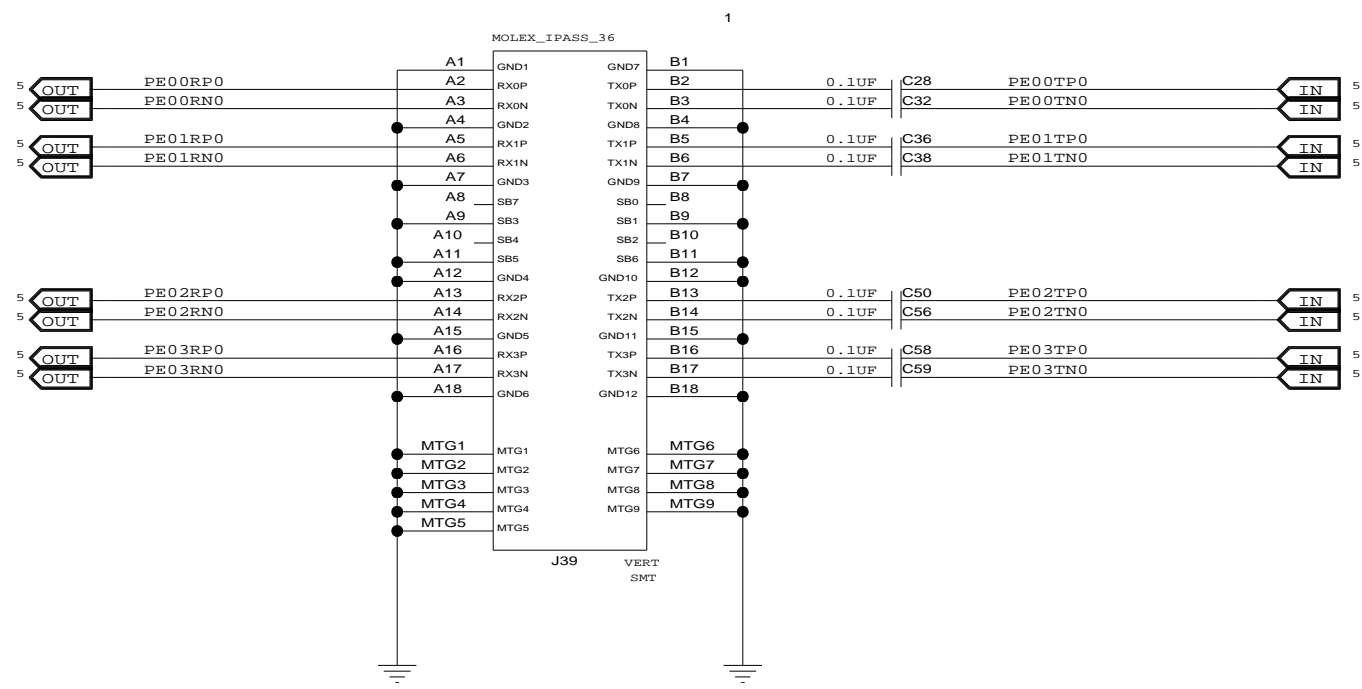 1
MOLEX_IPASS_36
A1 GND1 GND7 B1
5 OUT PE00RP0 A2 RX0P TX0P B2 0.1UF C28 PE00TP0 IN 5
5 OUT PE00RN0 A3 RX0N TX0N B3 C32 PE00TN0 IN 5
A4 GND2 GND8 B4
5 OUT PE01RP0 A5 RX1P TX1P B5 0.1UF C36 PE01TP0 IN 5
5 OUT PE01RN0 A6 RX1N TX1N B6 0.1UF C38 PE01TN0 IN 5
A7 GND3 GND9 B7
A8 SB7 SB0 B8
A9 SB3 SB1 B9
A10 SB4 SB2 B10
A11 SB5 SB6 B11
A12 GND4 GND10 B12
5 OUT PE02RP0 A13 RX2P TX2P B13 0.1UF C50 PE02TP0 IN 5
5 OUT PE02RN0 A14 RX2N TX2N B14 0.1UF C56 PE02TN0 IN 5
A15 GND5 GND11 B15
5 OUT PE03RP0 A16 RX3P TX3P B16 0.1UF C58 PE03TP0 IN 5
5 OUT PE03RN0 A17 RX3N TX3N B17 0.1UF C59 PE03TN0 IN 5
A18 GND6 GND12 B18
MTG1 MTG1 MTG6 MTG6
MTG2 MTG2 MTG7 MTG7
MTG3 MTG3 MTG8 MTG8
MTG4 MTG4 MTG9 MTG9
MTG5 MTG5
J39 VERT
SMT